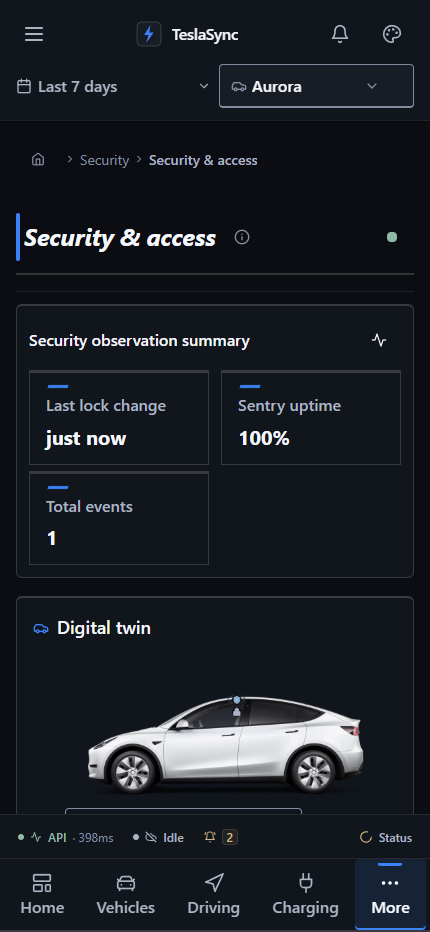 TeslaSync
Last 7 days
Aurora
Security
Security & access
Security & access
Security observation summary
Last lock change
just now
Sentry uptime
100%
Total events
1
Digital twin
API · 398ms
Idle
2
Status
Home
Vehicles
Driving
Charging
More